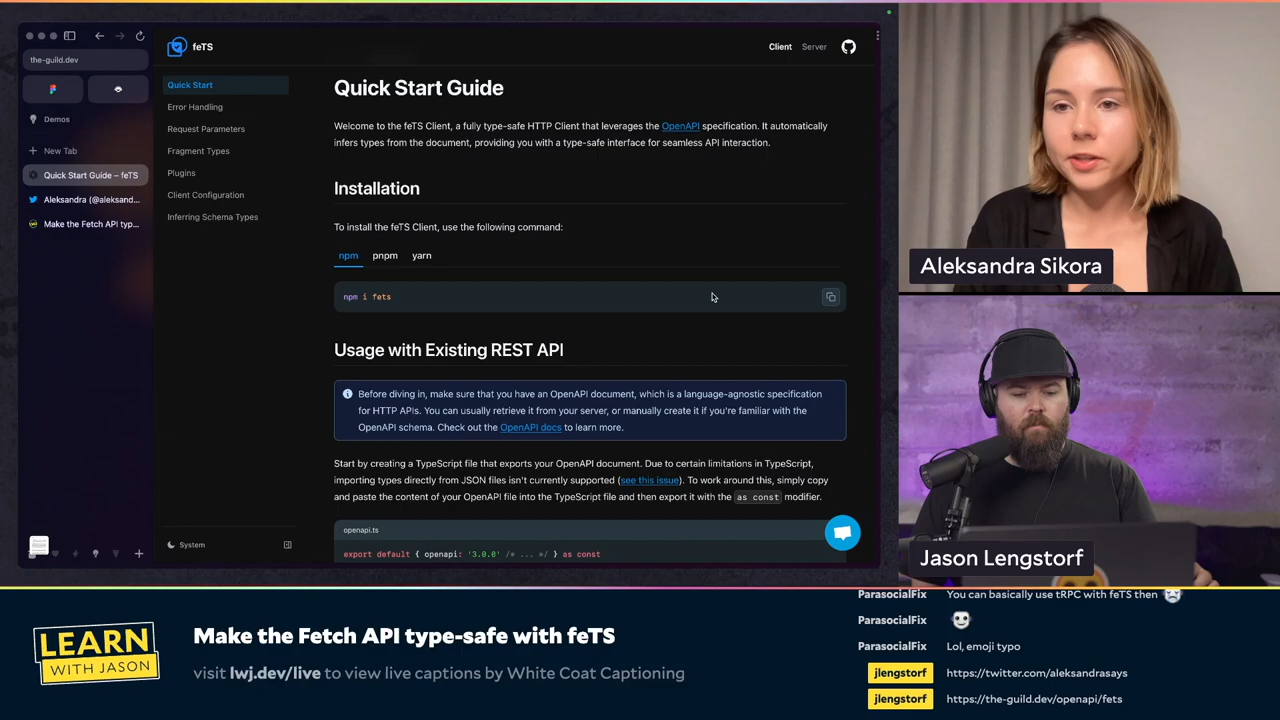 the-guild.dev
Demos
New Tab
Quick Start Guide – feTS
Aleksandra (@aleksand...
Make the Fetch API typ...
feTS
Client
Server
Quick Start
Error Handling
Request Parameters
Fragment Types
Plugins
Client Configuration
Inferring Schema Types
System
Quick Start Guide
Welcome to the feTS Client, a fully type-safe HTTP Client that leverages the OpenAPI specification. It automatically
infers types from the document, providing you with a type-safe interface for seamless API interaction.
Installation
To install the feTS Client, use the following command:
npm pnpm yarn
npm i fets
Usage with Existing REST API
Before diving in, make sure that you have an OpenAPI document, which is a language-agnostic specification
for HTTP APIs. You can usually retrieve it from your server, or manually create it if you're familiar with the
OpenAPI schema. Check out the OpenAPI docs to learn more.
Start by creating a TypeScript file that exports your OpenAPI document. Due to certain limitations in TypeScript,
importing types directly from JSON files isn't currently supported (see this issue). To work around this, simply copy
and paste the content of your OpenAPI file into the TypeScript file and then export it with the as const modifier.
openapi.ts
export default { openapi: '3.0.0' /* ... */ } as const
Aleksandra Sikora
Jason Lengstorf
LEARN
WITH JASON
Make the Fetch API type-safe with feTS
visit lwj.dev/live to view live captions by White Coat Captioning
ParasocialFix You can basically use tRPC with feTS then
ParasocialFix
ParasocialFix Lol, emoji typo
jlengstorf https://twitter.com/aleksandrasays
jlengstorf https://the-guild.dev/openapi/fets